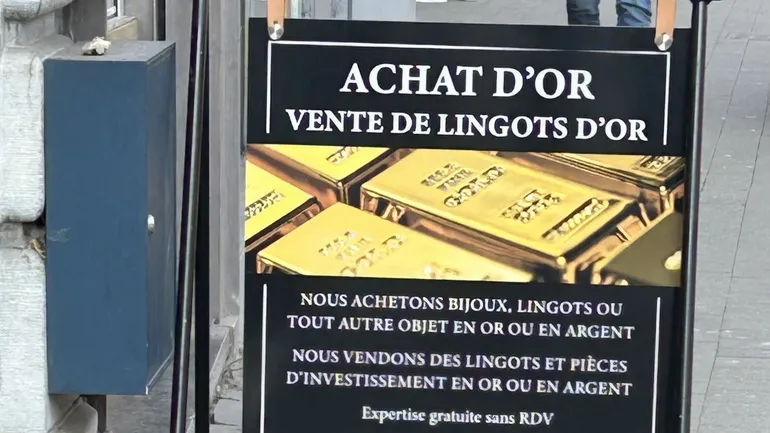 ACHAT D'OR
VENTE DE LINGOTS D'OR
NOUS ACHETONS BIJOUX, LINGOTS OU
TOUT AUTRE OBJET EN OR OU EN ARGENT
NOUS VENDONS DES LINGOTS ET PIÈCES
D'INVESTISSEMENT EN OR OU EN ARGENT
Expertise gratuite sans RDV